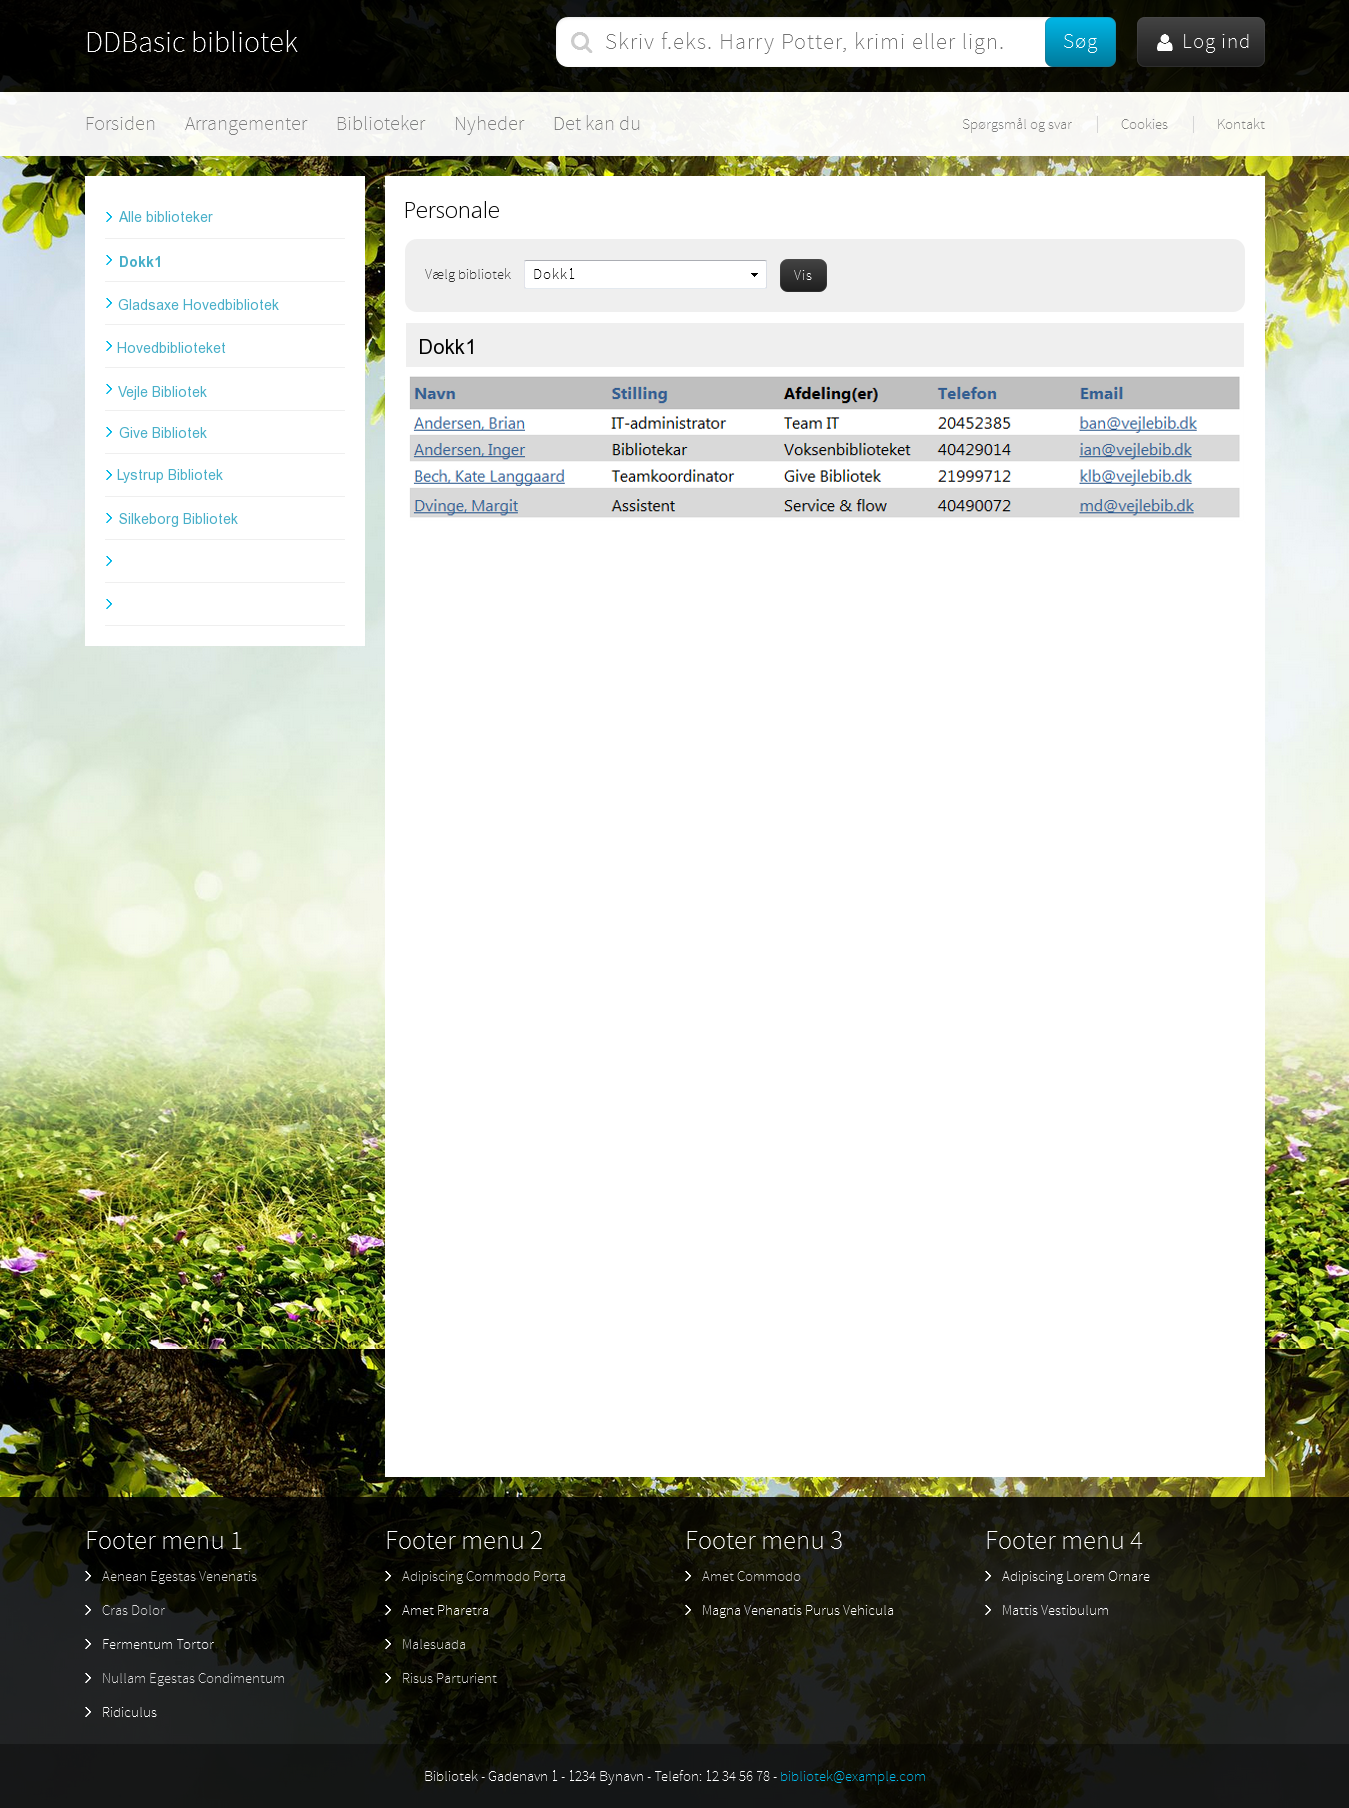 DDBasic bibliotek
Skriv f.eks. Harry Potter, krimi eller lign.
Søg
Log ind
Forsiden Arrangementer Biblioteker Nyheder Det kan du
Spørgsmål og svar Cookies Kontakt
Alle biblioteker
Dokk1
Gladsaxe Hovedbibliotek
Hovedbiblioteket
Vejle Bibliotek
Give Bibliotek
Lystrup Bibliotek
Silkeborg Bibliotek
Personale
Vælg bibliotek Dokk1 Vis
Dokk1
Navn Stilling Afdeling(er) Telefon Email
Andersen, Brian IT-administrator Team IT 20452385 ban@vejlebib.dk
Andersen, Inger Bibliotekar Voksenbiblioteket 40429014 ian@vejlebib.dk
Bech, Kate Langgaard Teamkoordinator Give Bibliotek 21999712 klb@vejlebib.dk
Dvinge, Margit Assistent Service & flow 40490072 md@vejlebib.dk
Footer menu 1
Aenean Egestas Venenatis
Cras Dolor
Fermentum Tortor
Nullam Egestas Condimentum
Ridiculus
Footer menu 2
Adipiscing Commodo Porta
Amet Pharetra
Malesuada
Risus Parturient
Footer menu 3
Amet Commodo
Magna Venenatis Purus Vehicula
Footer menu 4
Adipiscing Lorem Ornare
Mattis Vestibulum
Bibliotek - Gadenavn 1 - 1234 Bynavn - Telefon: 12 34 56 78 - bibliotek@example.com